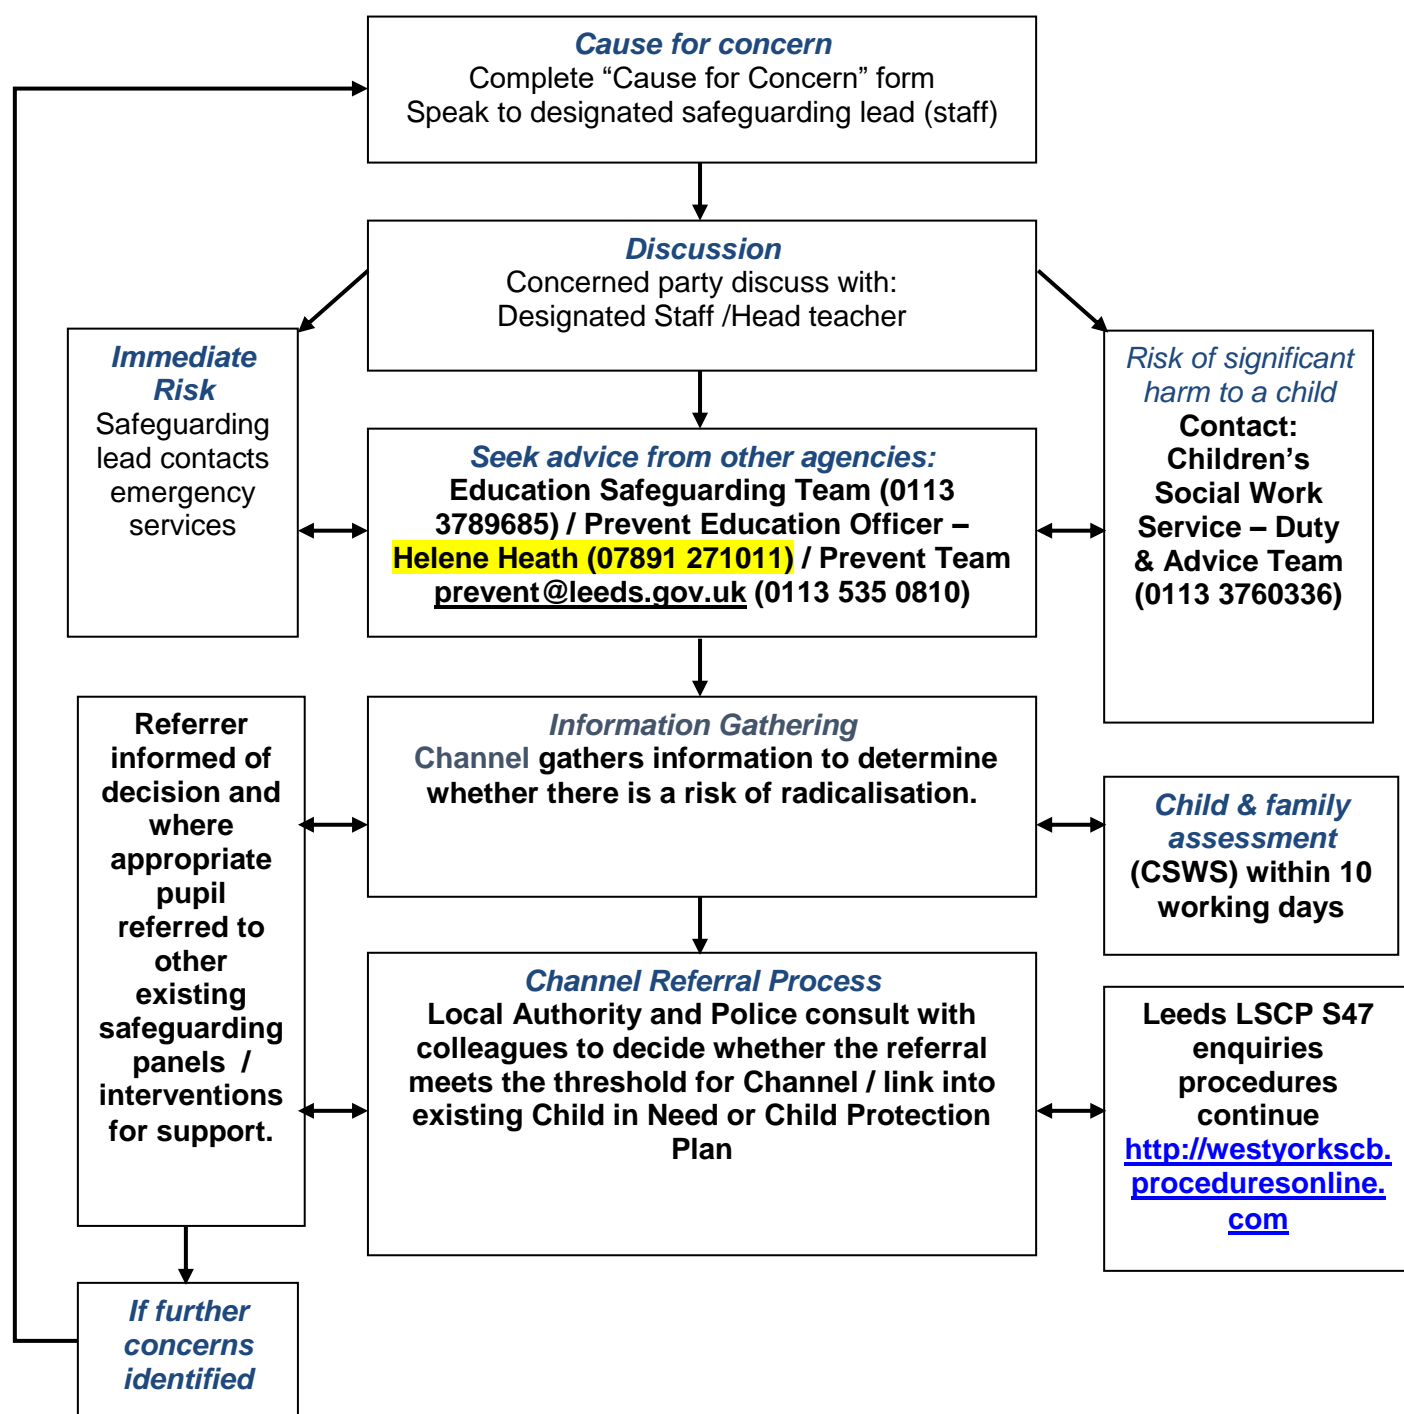 Cause for concern
Complete “Cause for Concern” form
Speak to designated safeguarding lead (staff)
Discussion
Concerned party discuss with:
Designated Staff /Head teacher
Immediate
Risk
Safeguarding
lead contacts
emergency
services
Seek advice from other agencies:
Education Safeguarding Team (0113
3789685) / Prevent Education Officer –
Helene Heath (07891 271011) / Prevent Team
prevent@leeds.gov.uk (0113 535 0810)
Risk of significant
harm to a child
Contact:
Children’s
Social Work
Service – Duty
& Advice Team
(0113 3760336)
Referrer
informed of
decision and
where
appropriate
pupil
referred to
other
existing
safeguarding
panels /
interventions
for support.
Information Gathering
Channel gathers information to determine
whether there is a risk of radicalisation.
Child & family
assessment
(CSWS) within 10
working days
Channel Referral Process
Local Authority and Police consult with
colleagues to decide whether the referral
meets the threshold for Channel / link into
existing Child in Need or Child Protection
Plan
Leeds LSCP S47
enquiries
procedures
continue
http://westyorkscb.
proceduresonline.
com
If further
concerns
identified